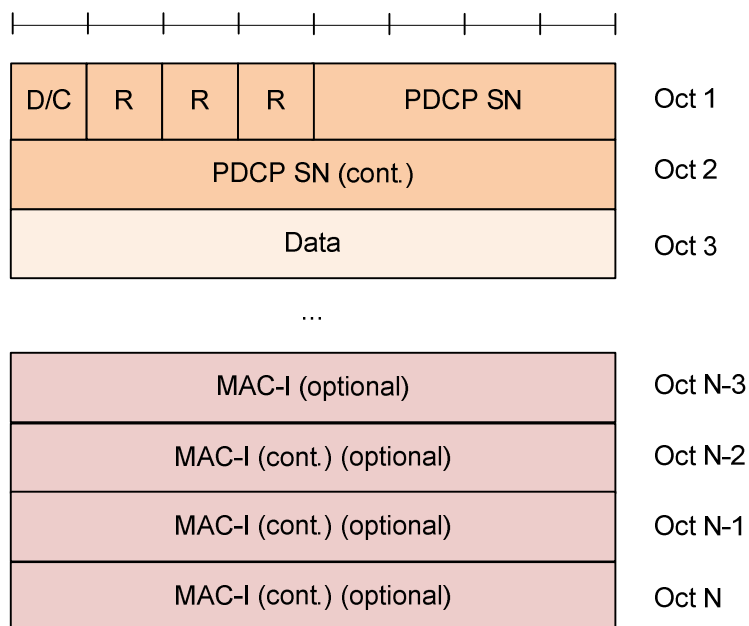 D/C R R R PDCP SN Oct 1
PDCP SN (cont.) Oct 2
Data Oct 3
...
MAC-I (optional) Oct N-3
MAC-I (cont.) (optional) Oct N-2
MAC-I (cont.) (optional) Oct N-1
MAC-I (cont.) (optional) Oct N